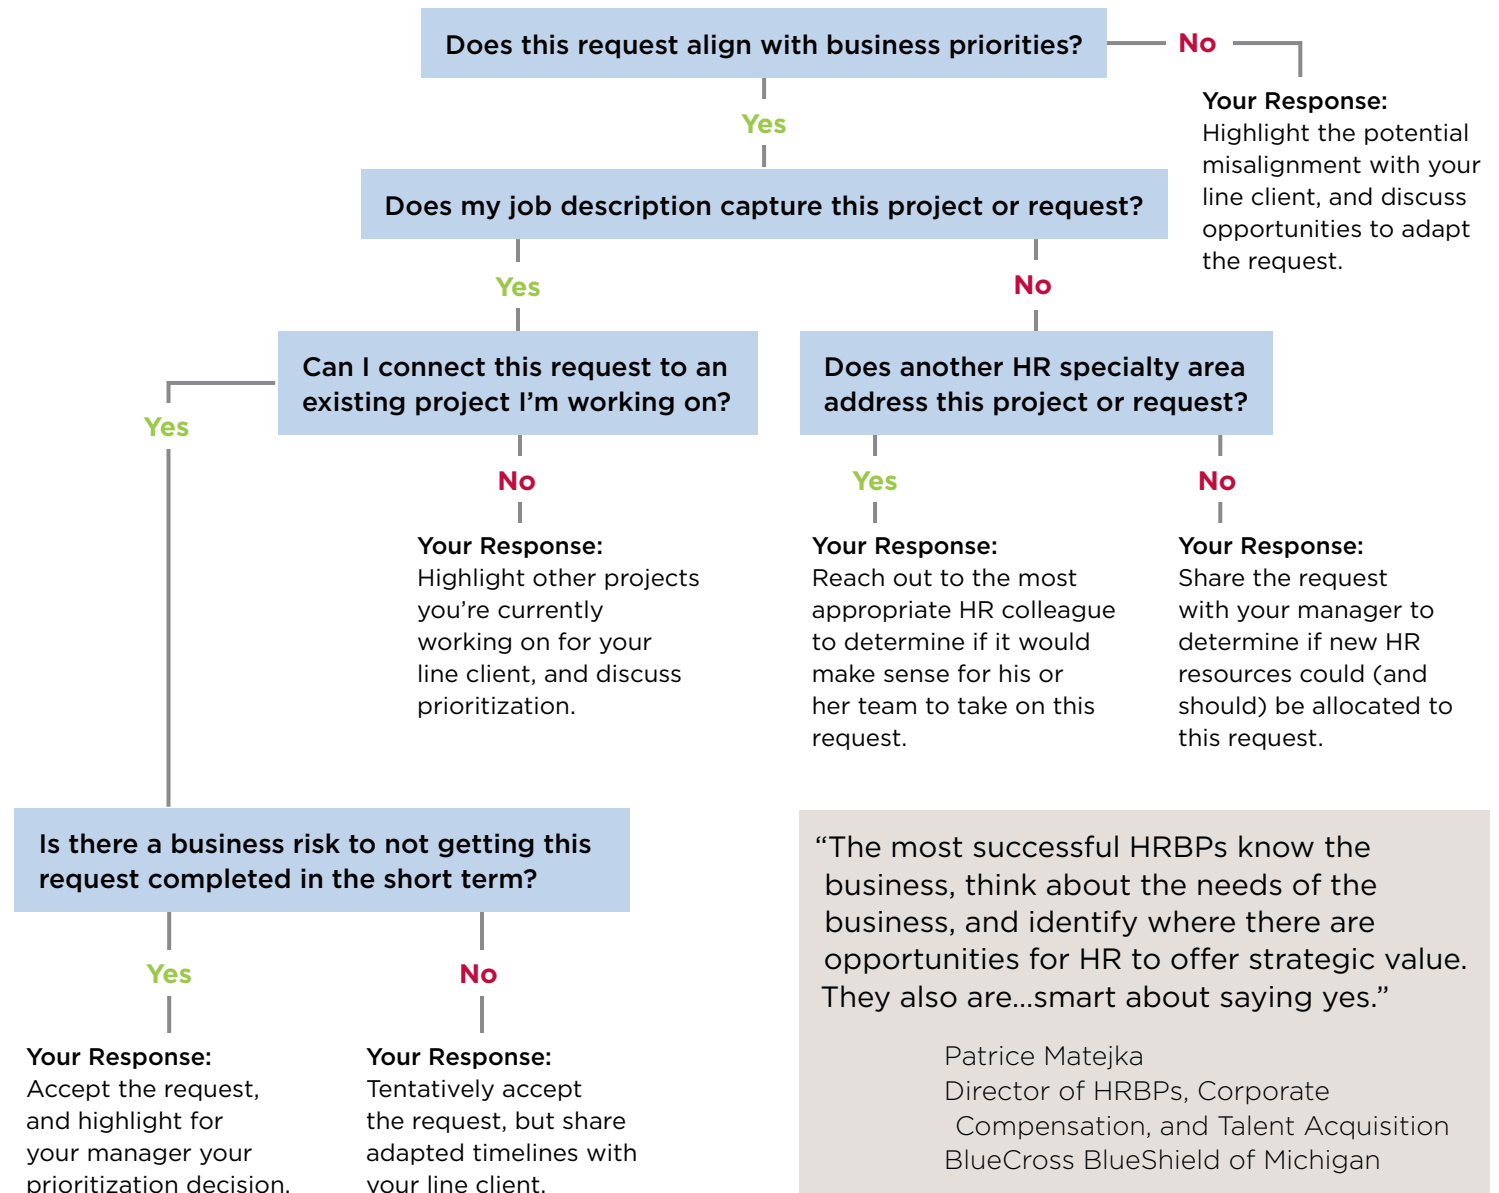 Does this request align with business priorities?
No
Your Response:
Highlight the potential
misalignment with your
line client, and discuss
opportunities to adapt
the request.
Yes
Does my job description capture this project or request?
Yes
No
Can I connect this request to an
existing project I’m working on?
Does another HR specialty area
address this project or request?
Yes
No
Yes
No
Your Response:
Highlight other projects
you’re currently
working on for your
line client, and discuss
prioritization.
Your Response:
Reach out to the most
appropriate HR colleague
to determine if it would
make sense for his or
her team to take on this
request.
Your Response:
Share the request
with your manager to
determine if new HR
resources could (and
should) be allocated to
this request.
Is there a business risk to not getting this
request completed in the short term?
Yes
No
Your Response:
Accept the request,
and highlight for
your manager your
prioritization decision.
Your Response:
Tentatively accept
the request, but share
adapted timelines with
your line client.
“The most successful HRBPs know the
business, think about the needs of the
business, and identify where there are
opportunities for HR to offer strategic value.
They also are...smart about saying yes.”
Patrice Matejka
Director of HRBPs, Corporate
Compensation, and Talent Acquisition
BlueCross BlueShield of Michigan